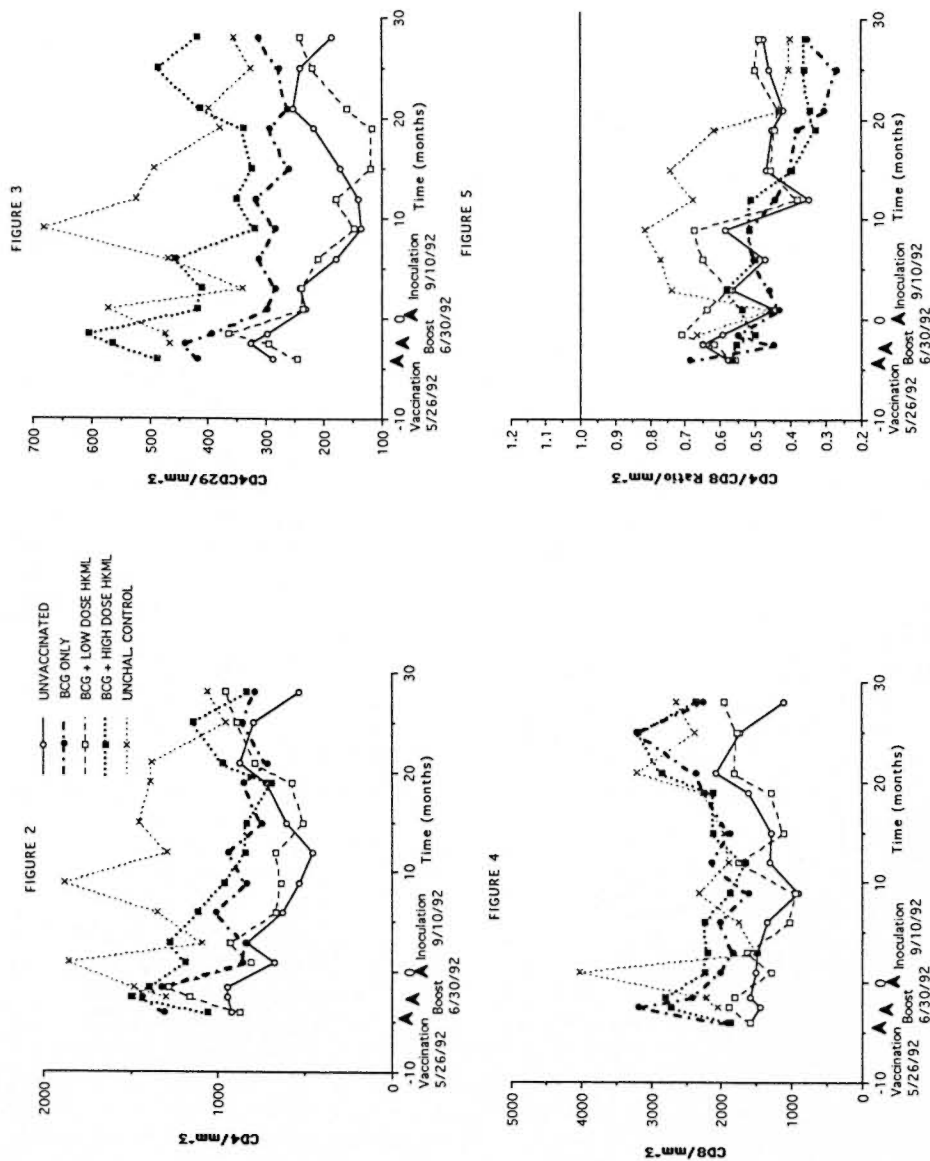 FIGURE 2
UNVACCINATED
BCG ONLY
BCG + LOW DOSE HKML
BCG + HIGH DOSE HKML
UNCHAL. CONTROL
CD4/mm^3
2000
1000
0
-10 0 10 20 30
Vaccination Boost Inoculation Time (months)
5/26/92 6/30/92 9/10/92
FIGURE 3
CD4CD29/mm^3
700
600
500
400
300
200
100
-10 0 10 20 30
Vaccination Boost Inoculation Time (months)
5/26/92 6/30/92 9/10/92
FIGURE 4
CD8/mm^3
5000
4000
3000
2000
1000
0
-10 0 10 20 30
Vaccination Boost Inoculation Time (months)
5/26/92 6/30/92 9/10/92
FIGURE 5
CD4/CD8 Ratio/mm^3
1.2
1.1
1.0
0.9
0.8
0.7
0.6
0.5
0.4
0.3
0.2
-10 0 10 20 30
Vaccination Boost Inoculation Time (months)
5/26/92 6/30/92 9/10/92